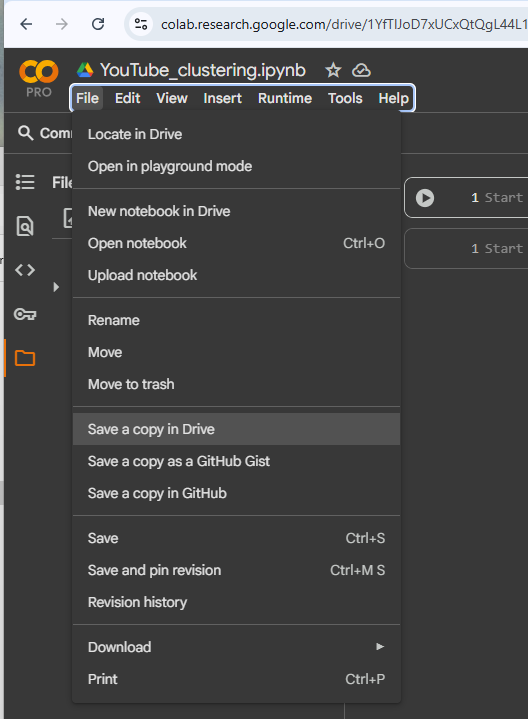 colab.research.google.com/drive/1YfTlJoD7xUCxQtQgL44L1
CO
PRO
YouTube_clustering.ipynb
File Edit View Insert Runtime Tools Help
Com
File
Locate in Drive
Open in playground mode
New notebook in Drive
Open notebook Ctrl+O
Upload notebook
Rename
Move
Move to trash
Save a copy in Drive
Save a copy as a GitHub Gist
Save a copy in GitHub
Save Ctrl+S
Save and pin revision Ctrl+M S
Revision history
Download
Print Ctrl+P
1 Start
1 Start